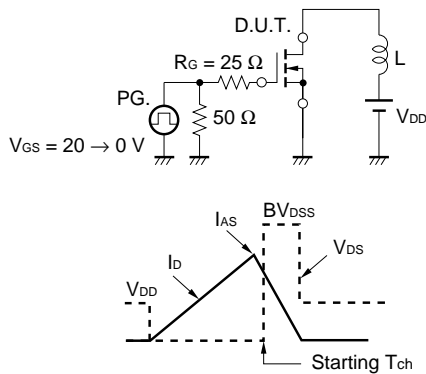 D.U.T.
RG = 25 Ω
L
PG.
50 Ω
VDD
VGS = 20 → 0 V
BVDSS
IAS
VDS
ID
VDD
Starting Tch